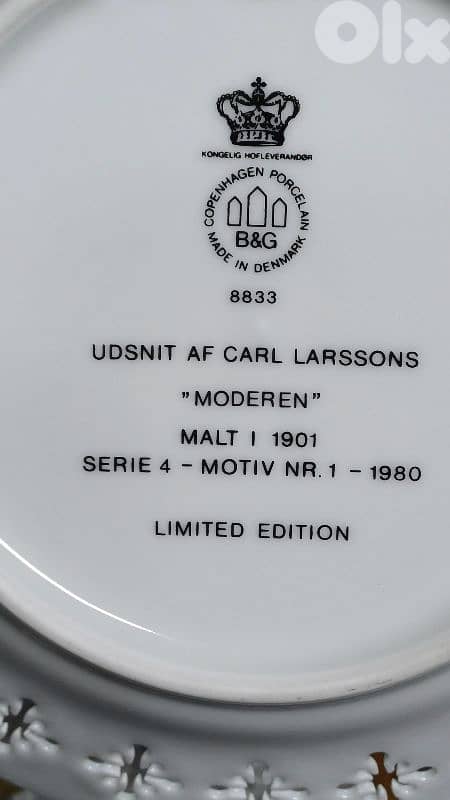 Olx
KONGELIG HOFLEVERANDØR
COPENHAGEN PORCELAIN
B&G
MADE IN DENMARK
8833
UDSNIT AF CARL LARSSONS
"MODEREN"
MALT I 1901
SERIE 4 - MOTIV NR. 1 - 1980
LIMITED EDITION